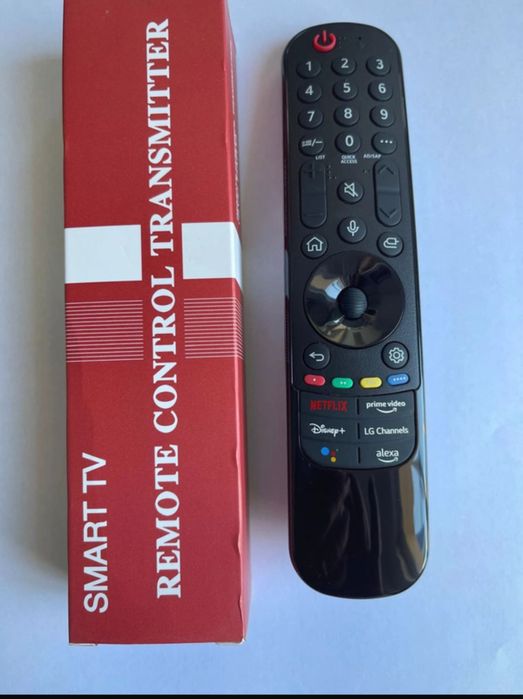 SMART TV
REMOTE CONTROL TRANSMITTER
1 2 3
4 5 6
7 8 9
0 •••
LIST QUICK ACCESS AD/SAP
NETFLIX prime video
Disney+ LG Channels
alexa